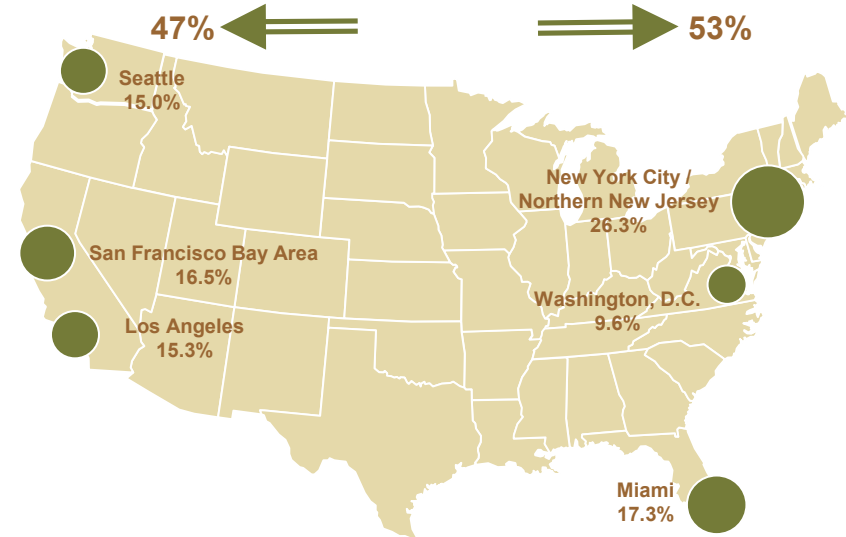 47%
53%
Seattle
15.0%
New York City /
Northern New Jersey
26.3%
San Francisco Bay Area
16.5%
Washington, D.C.
9.6%
Los Angeles
15.3%
Miami
17.3%